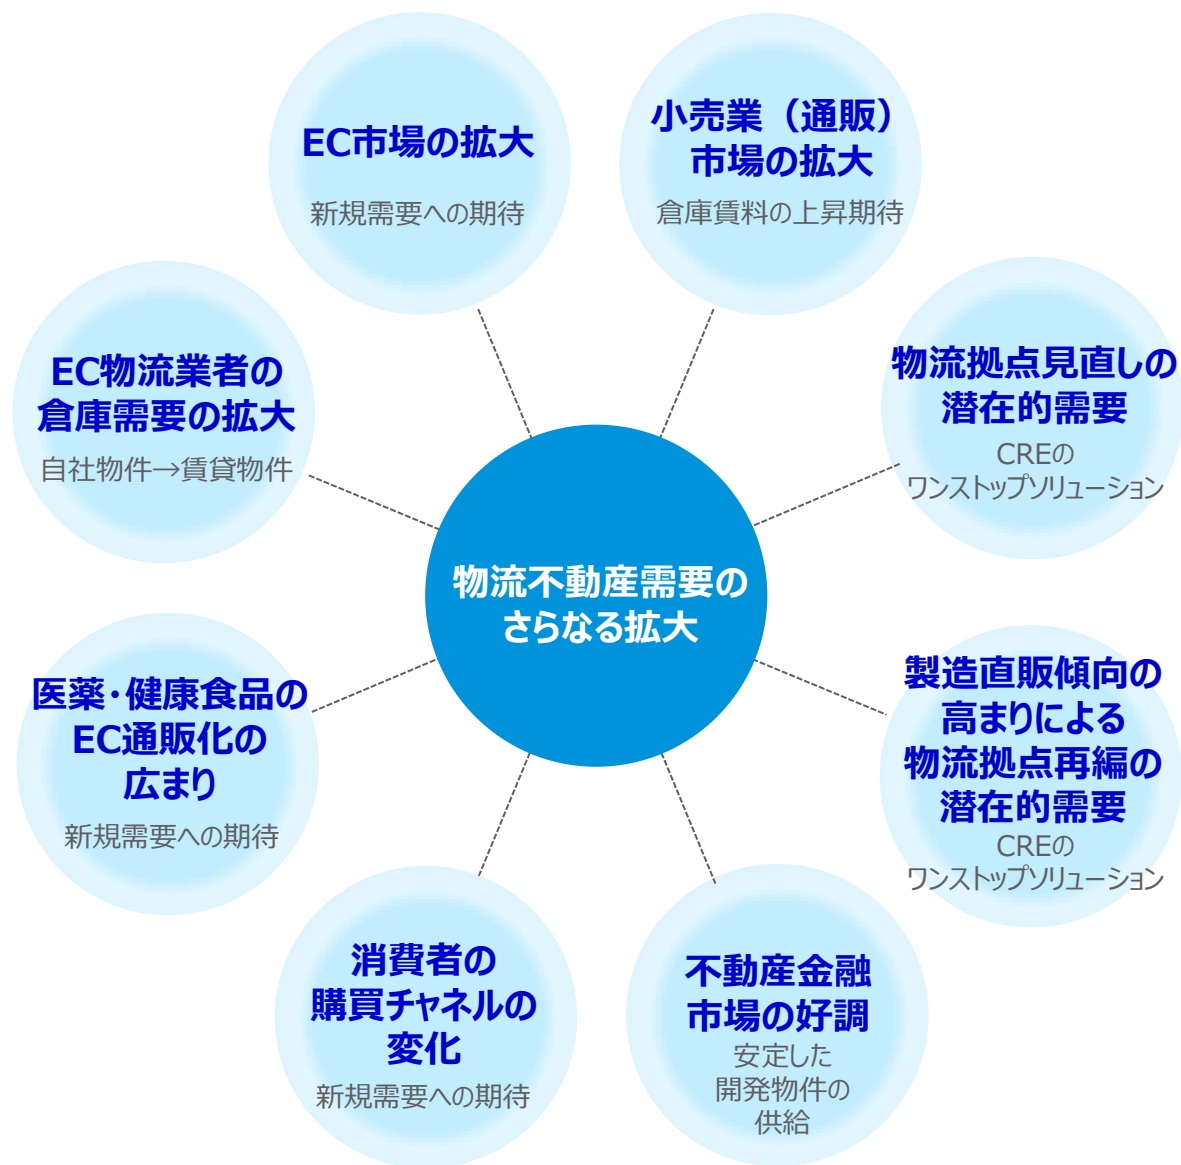 EC市場の拡大
新規需要への期待
小売業（通販）
市場の拡大
倉庫賃料の上昇期待
物流拠点見直しの
潜在的需要
CREの
ワンストップソリューション
EC物流業者の
倉庫需要の拡大
自社物件→賃貸物件
物流不動産需要の
さらなる拡大
医薬・健康食品の
EC通販化の
広まり
新規需要への期待
製造直販傾向の
高まりによる
物流拠点再編の
潜在的需要
CREの
ワンストップソリューション
消費者の
購買チャネルの
変化
新規需要への期待
不動産金融
市場の好調
安定した
開発物件の
供給